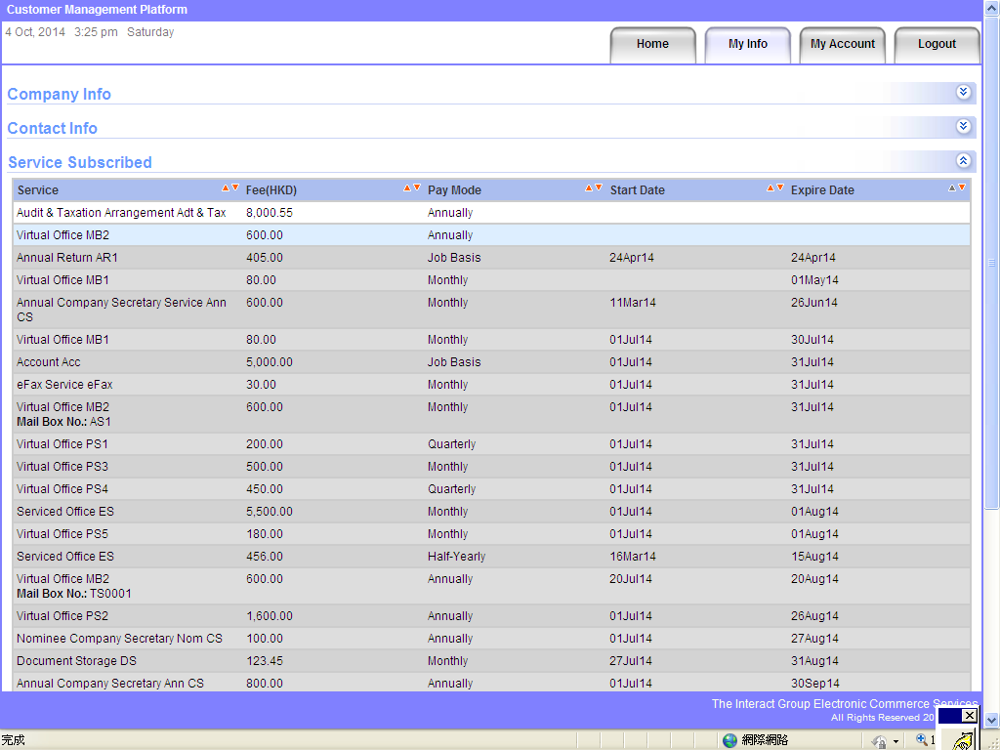 Customer Management Platform
4 Oct, 2014 3:25 pm Saturday
Home My Info My Account Logout
Company Info
Contact Info
Service Subscribed
Service Fee(HKD) Pay Mode Start Date Expire Date
Audit & Taxation Arrangement Adt & Tax 8,000.55 Annually
Virtual Office MB2 600.00 Annually
Annual Return AR1 405.00 Job Basis 24Apr14 24Apr14
Virtual Office MB1 80.00 Monthly 01May14
Annual Company Secretary Service Ann 600.00 Monthly 11Mar14 26Jun14
CS
Virtual Office MB1 80.00 Monthly 01Jul14 30Jul14
Account Acc 5,000.00 Job Basis 01Jul14 31Jul14
eFax Service eFax 30.00 Monthly 01Jul14 31Jul14
Virtual Office MB2 600.00 Monthly 01Jul14 31Jul14
Mail Box No.: AS1
Virtual Office PS1 200.00 Quarterly 01Jul14 31Jul14
Virtual Office PS3 500.00 Monthly 01Jul14 31Jul14
Virtual Office PS4 450.00 Quarterly 01Jul14 31Jul14
Serviced Office ES 5,500.00 Monthly 01Jul14 01Aug14
Virtual Office PS5 180.00 Monthly 01Jul14 01Aug14
Serviced Office ES 456.00 Half-Yearly 16Mar14 15Aug14
Virtual Office MB2 600.00 Annually 20Jul14 20Aug14
Mail Box No.: TS0001
Virtual Office PS2 1,600.00 Annually 01Jul14 26Aug14
Nominee Company Secretary Nom CS 100.00 Annually 01Jul14 27Aug14
Document Storage DS 123.45 Monthly 27Jul14 31Aug14
Annual Company Secretary Ann CS 800.00 Annually 01Jul14 30Sep14
The Interact Group Electronic Commerce Services
All Rights Reserved 20
完成 網際網路 1